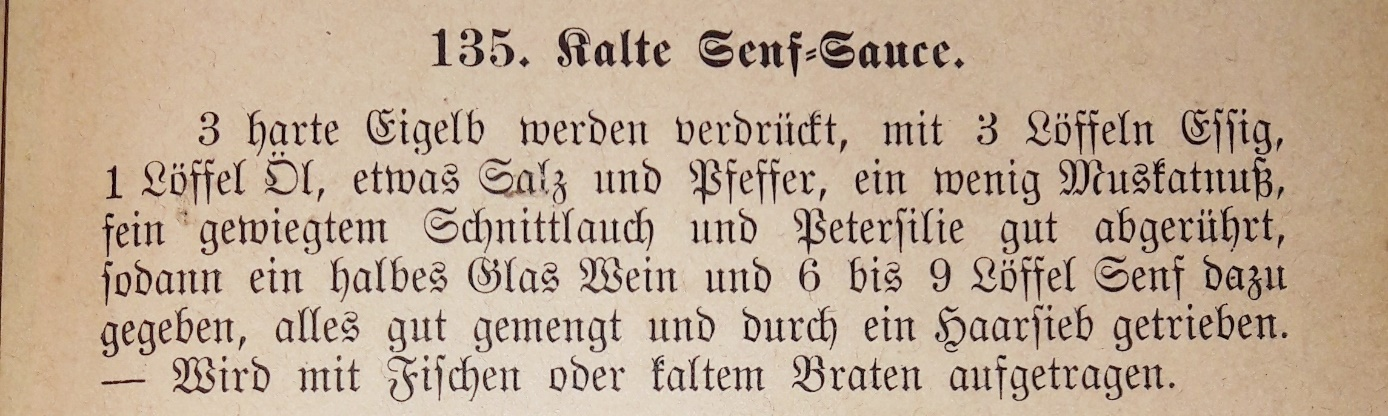 135. Kalte Senf-Sauce.
3 harte Eigelb werden verdrückt, mit 3 Löffeln Essig,
1 Löffel Öl, etwas Salz und Pfeffer, ein wenig Muskatnuß,
fein gewiegtem Schnittlauch und Petersilie gut abgerührt,
sodann ein halbes Glas Wein und 6 bis 9 Löffel Senf dazu
gegeben, alles gut gemengt und durch ein Haarsieb getrieben.
— Wird mit Fischen oder kaltem Braten aufgetragen.